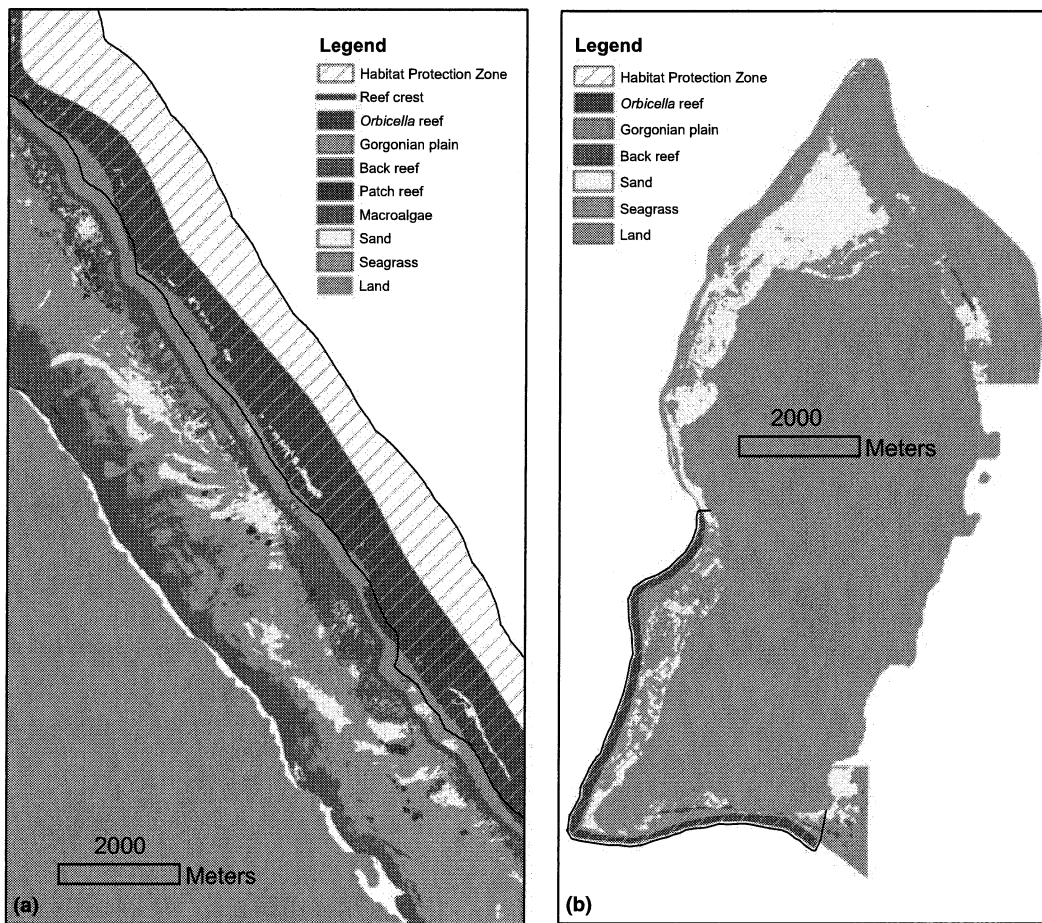 Legend
Habitat Protection Zone
Reef crest
Orbicella reef
Gorgonian plain
Back reef
Patch reef
Macroalgae
Sand
Seagrass
Land
2000
Meters
(a)
Legend
Habitat Protection Zone
Orbicella reef
Gorgonian plain
Back reef
Sand
Seagrass
Land
2000
Meters
(b)